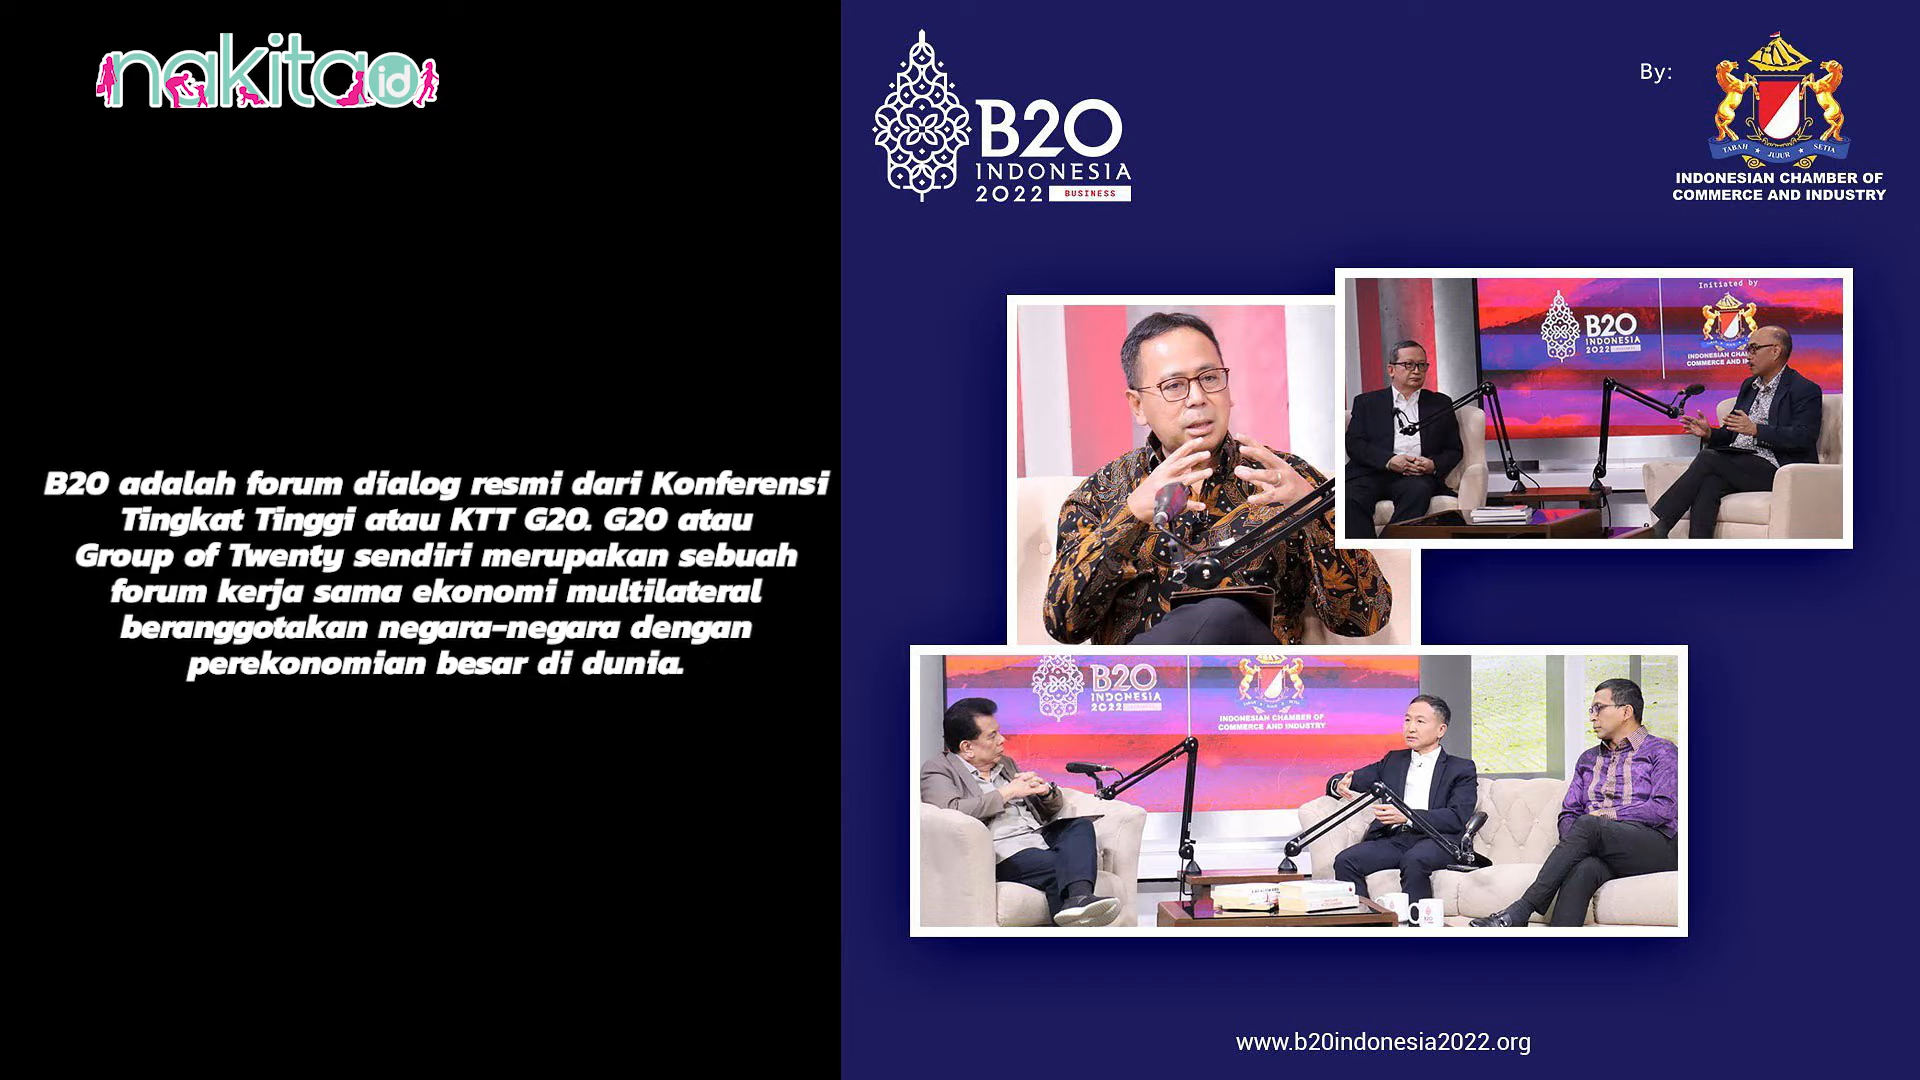 nakita id
B20 adalah forum dialog resmi dari Konferensi
Tingkat Tinggi atau KTT G20. G20 atau
Group of Twenty sendiri merupakan sebuah
forum kerja sama ekonomi multilateral
beranggotakan negara-negara dengan
perekonomian besar di dunia.
B20
INDONESIA
2022 BUSINESS
By:
TABAH ★ JUJUR ★ SETIA
INDONESIAN CHAMBER OF
COMMERCE AND INDUSTRY
Initiated by
B20
INDONESIA
2022
INDONESIAN
COMMERCE AND
B20
INDONESIA
2022
INDONESIAN CHAMBER OF
COMMERCE AND INDUSTRY
www.b20indonesia2022.org